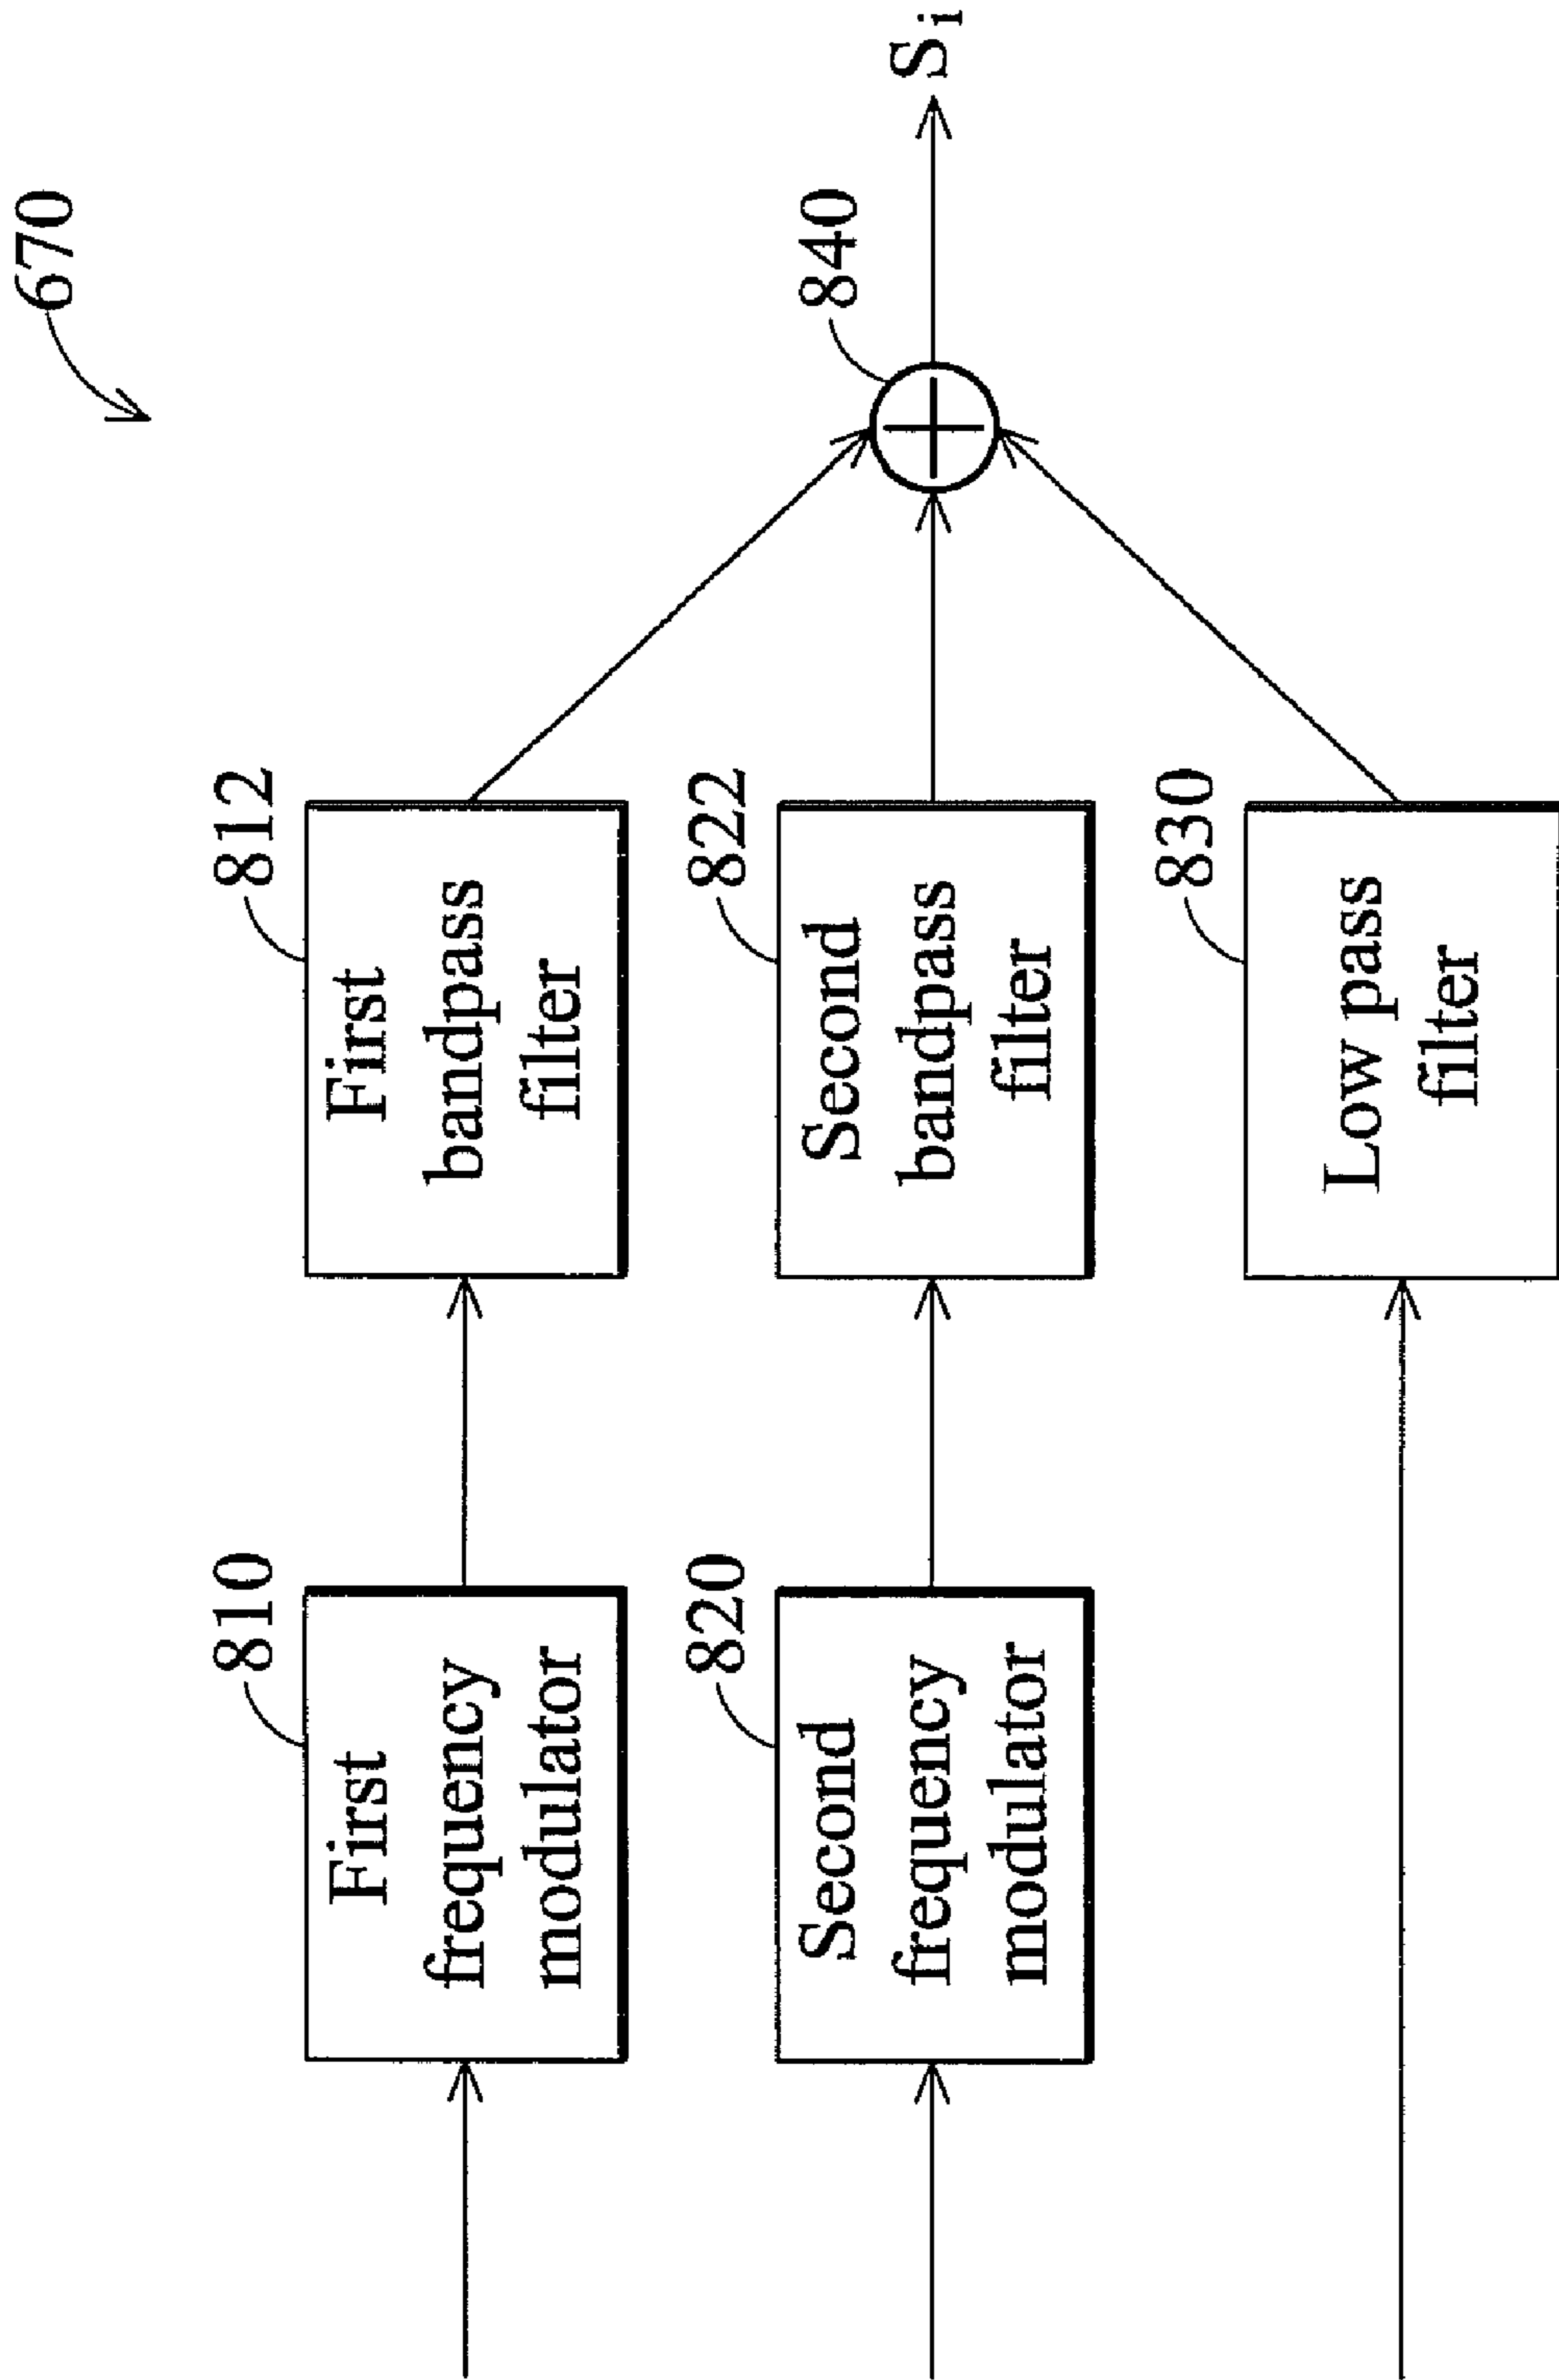 670
810
First
frequency
modulator
812
First
bandpass
filter
840
Si
820
Second
frequency
modulator
822
Second
bandpass
filter
830
Low pass
filter